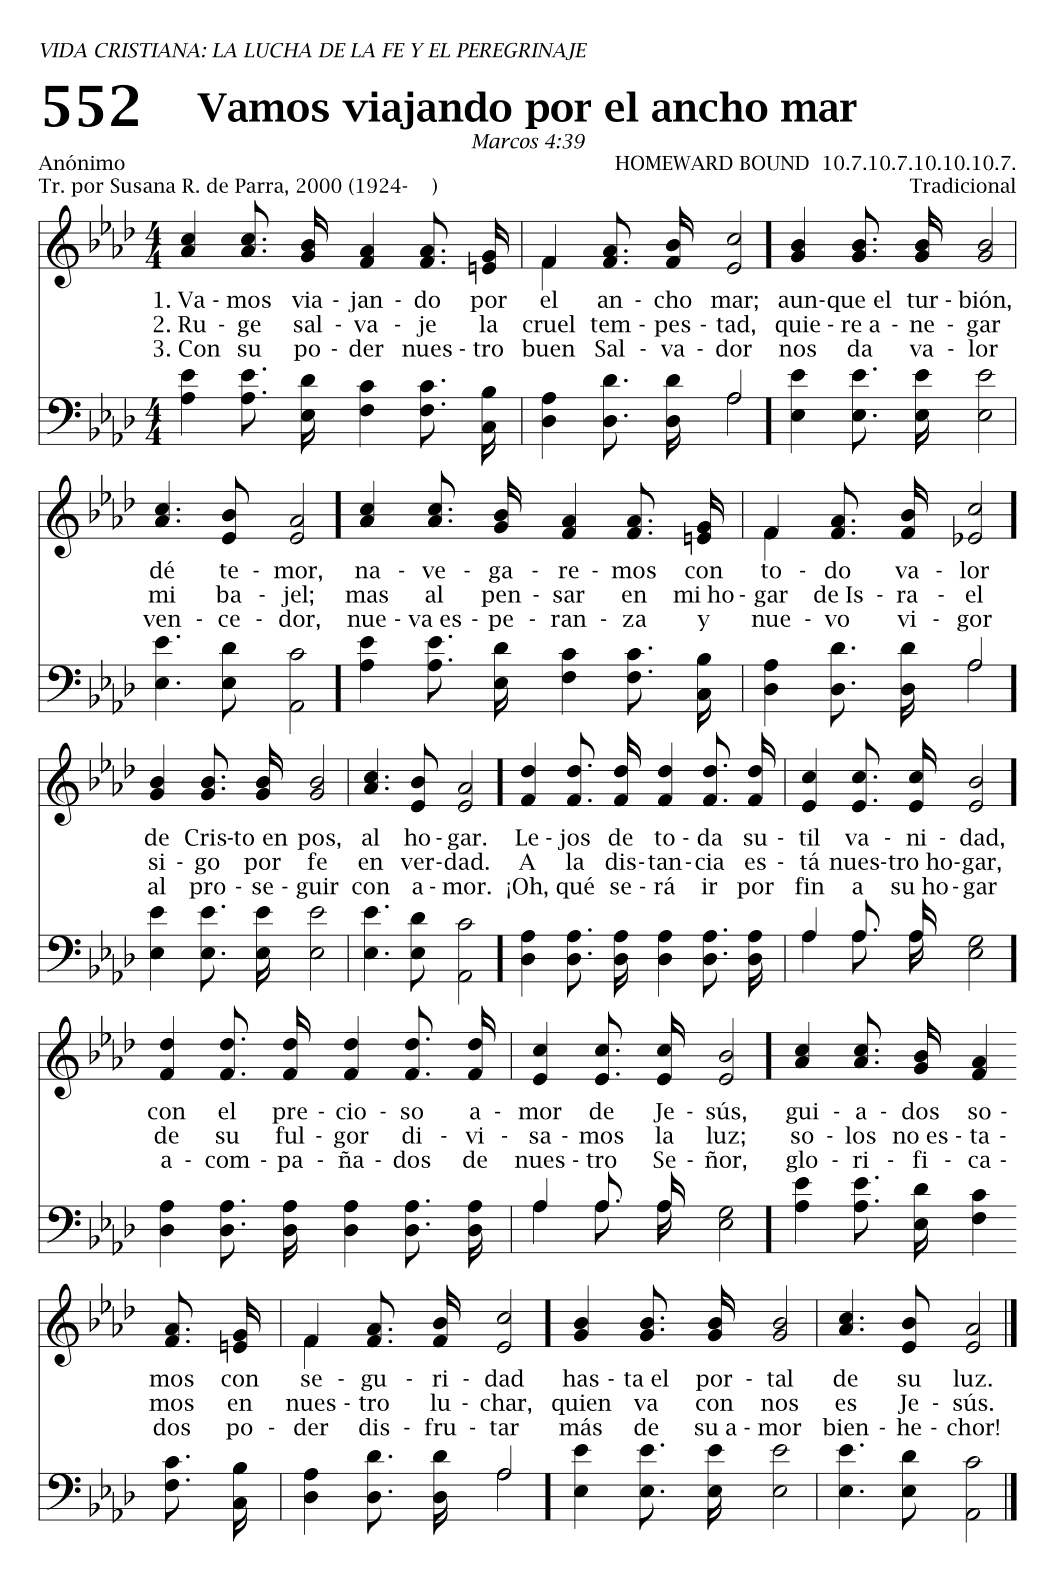 VIDA CRISTIANA: LA LUCHA DE LA FE Y EL PEREGRINAJE
552 Vamos viajando por el ancho mar
Marcos 4:39
Anónimo HOMEWARD BOUND 10.7.10.7.10.10.10.7.
Tr. por Susana R. de Parra, 2000 (1924- ) Tradicional
1. Va - mos via - jan - do por el an - cho mar; aun-que el tur - bión,
2. Ru - ge sal - va - je la cruel tem - pes - tad, quie - re a - ne - gar
3. Con su po - der nues - tro buen Sal - va - dor nos da va - lor
dé te - mor, na - ve - ga - re - mos con to - do va - lor
mi ba - jel; mas al pen - sar en mi ho - gar de Is - ra - el
ven - ce - dor, nue - va es - pe - ran - za y nue - vo vi - gor
de Cris-to en pos, al ho - gar. Le - jos de to - da su - til va - ni - dad,
si - go por fe en ver-dad. A la dis-tan-cia es - tá nues-tro ho-gar,
al pro - se - guir con a - mor. ¡Oh, qué se - rá ir por fin a su ho - gar
con el pre - cio - so a - mor de Je - sús, gui - a - dos so -
de su ful - gor di - vi - sa - mos la luz; so - los no es - ta -
a - com - pa - ña - dos de nues - tro Se - ñor, glo - ri - fi - ca -
mos con se - gu - ri - dad has - ta el por - tal de su luz.
mos en nues - tro lu - char, quien va con nos es Je - sús.
dos po - der dis - fru - tar más de su a - mor bien - he - chor!